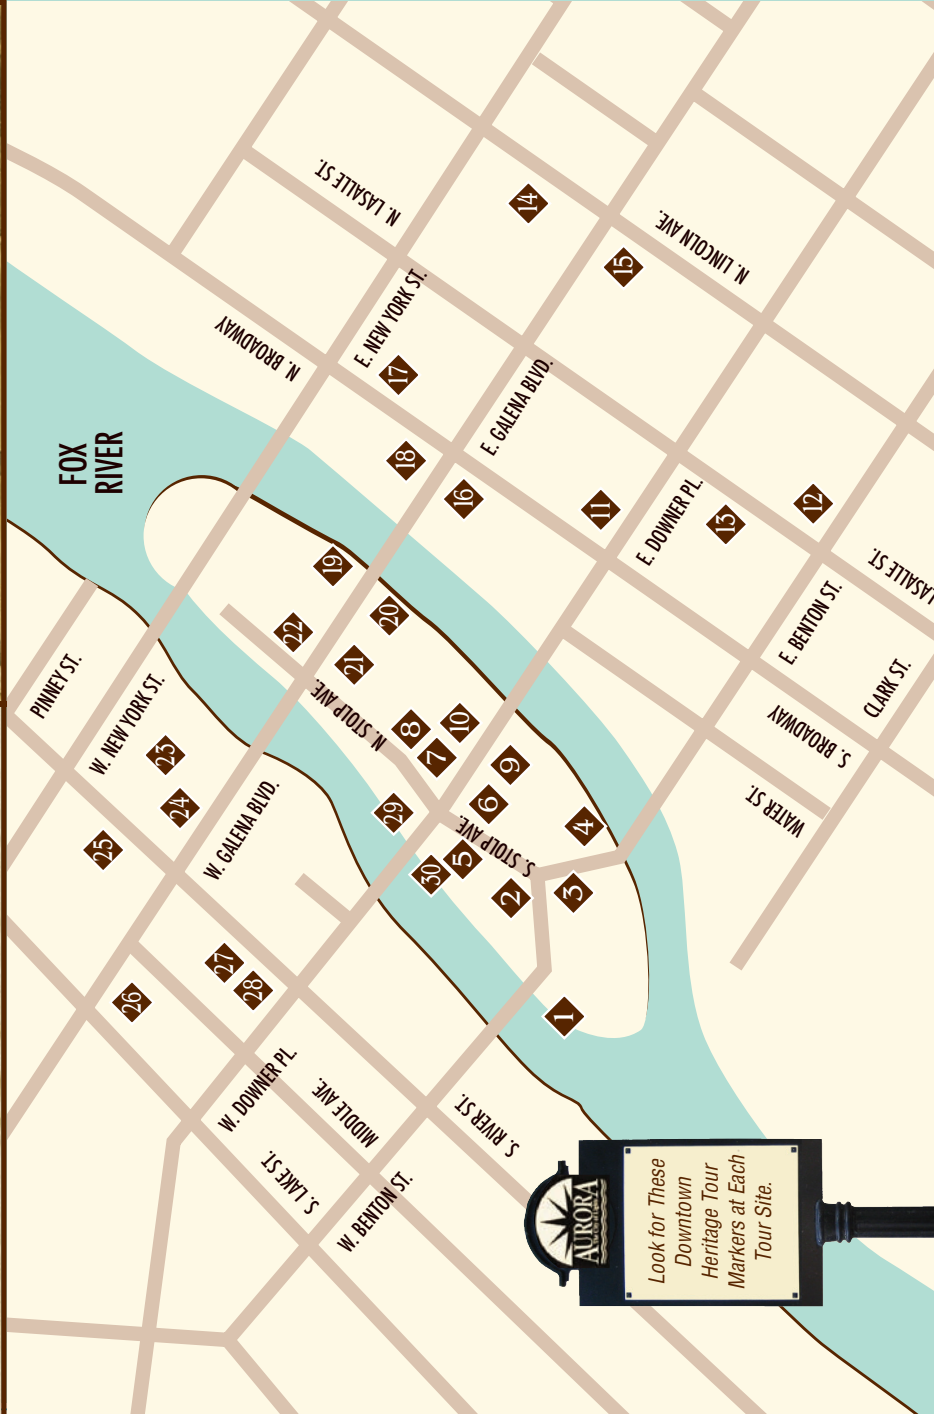 FOX
RIVER
N. LASALLE ST.
N. BROADWAY
E. NEW YORK ST.
N. LINCOLN AVE.
E. GALENA BLVD.
E. DOWNER PL.
E. BENTON ST.
LASALLE ST.
CLARK ST.
S. BROADWAY
WATER ST.
PINNEY ST.
W. NEW YORK ST.
N. STOLP AVE.
W. GALENA BLVD.
S. STOLP AVE.
W. DOWNER PL.
MIDDLE AVE.
S. RIVER ST.
S. LAKE ST.
W. BENTON ST.
14
15
17
18
16
11
13
12
19
20
22
21
8
10
7
9
6
4
29
5
30
2
3
1
23
24
25
27
28
26
AURORA
Look for These
Downtown
Heritage Tour
Markers at Each
Tour Site.